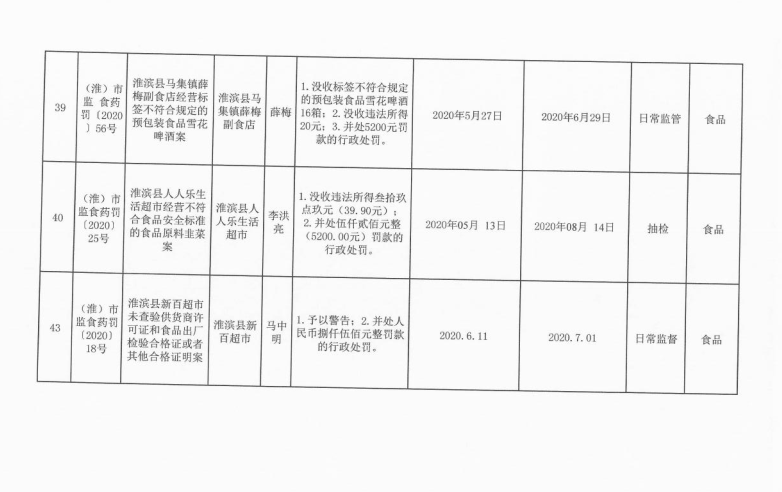 39
（淮）市
监 食药
罚〔2020
〕56号
淮滨县马集镇薛
梅副食店经营标
签不符合规定的
预包装食品雪花
啤酒案
淮滨县马
集镇薛梅
副食店
薛梅
1.没收标签不符合规定
的预包装食品雪花啤酒
16箱；2.没收违法所得
20元；3.并处5200元罚
款的行政处罚。
2020年5月27日
2020年6月29日
日常监管
食品
40
（淮）市
监食药罚
〔2020〕
25号
淮滨县人人乐生
活超市经营不符
合食品安全标准
的食品原料韭菜
案
淮滨县人
人乐生活
超市
李洪
亮
1.没收违法所得叁拾玖
点玖元（39.90元）；
2.并处伍仟贰佰元整
（5200.00元）罚款的
行政处罚。
2020年05月 13日
2020年08月 14日
抽检
食品
43
（淮）市
监食药罚
〔2020〕
18号
淮滨县新百超市
未查验供货商许
可证和食品出厂
检验合格证或者
其他合格证明案
淮滨县新
百超市
马中
明
1.予以警告；2.并处人
民币捌仟伍佰元整罚款
的行政处罚。
2020.6.11
2020.7.01
日常监督
食品